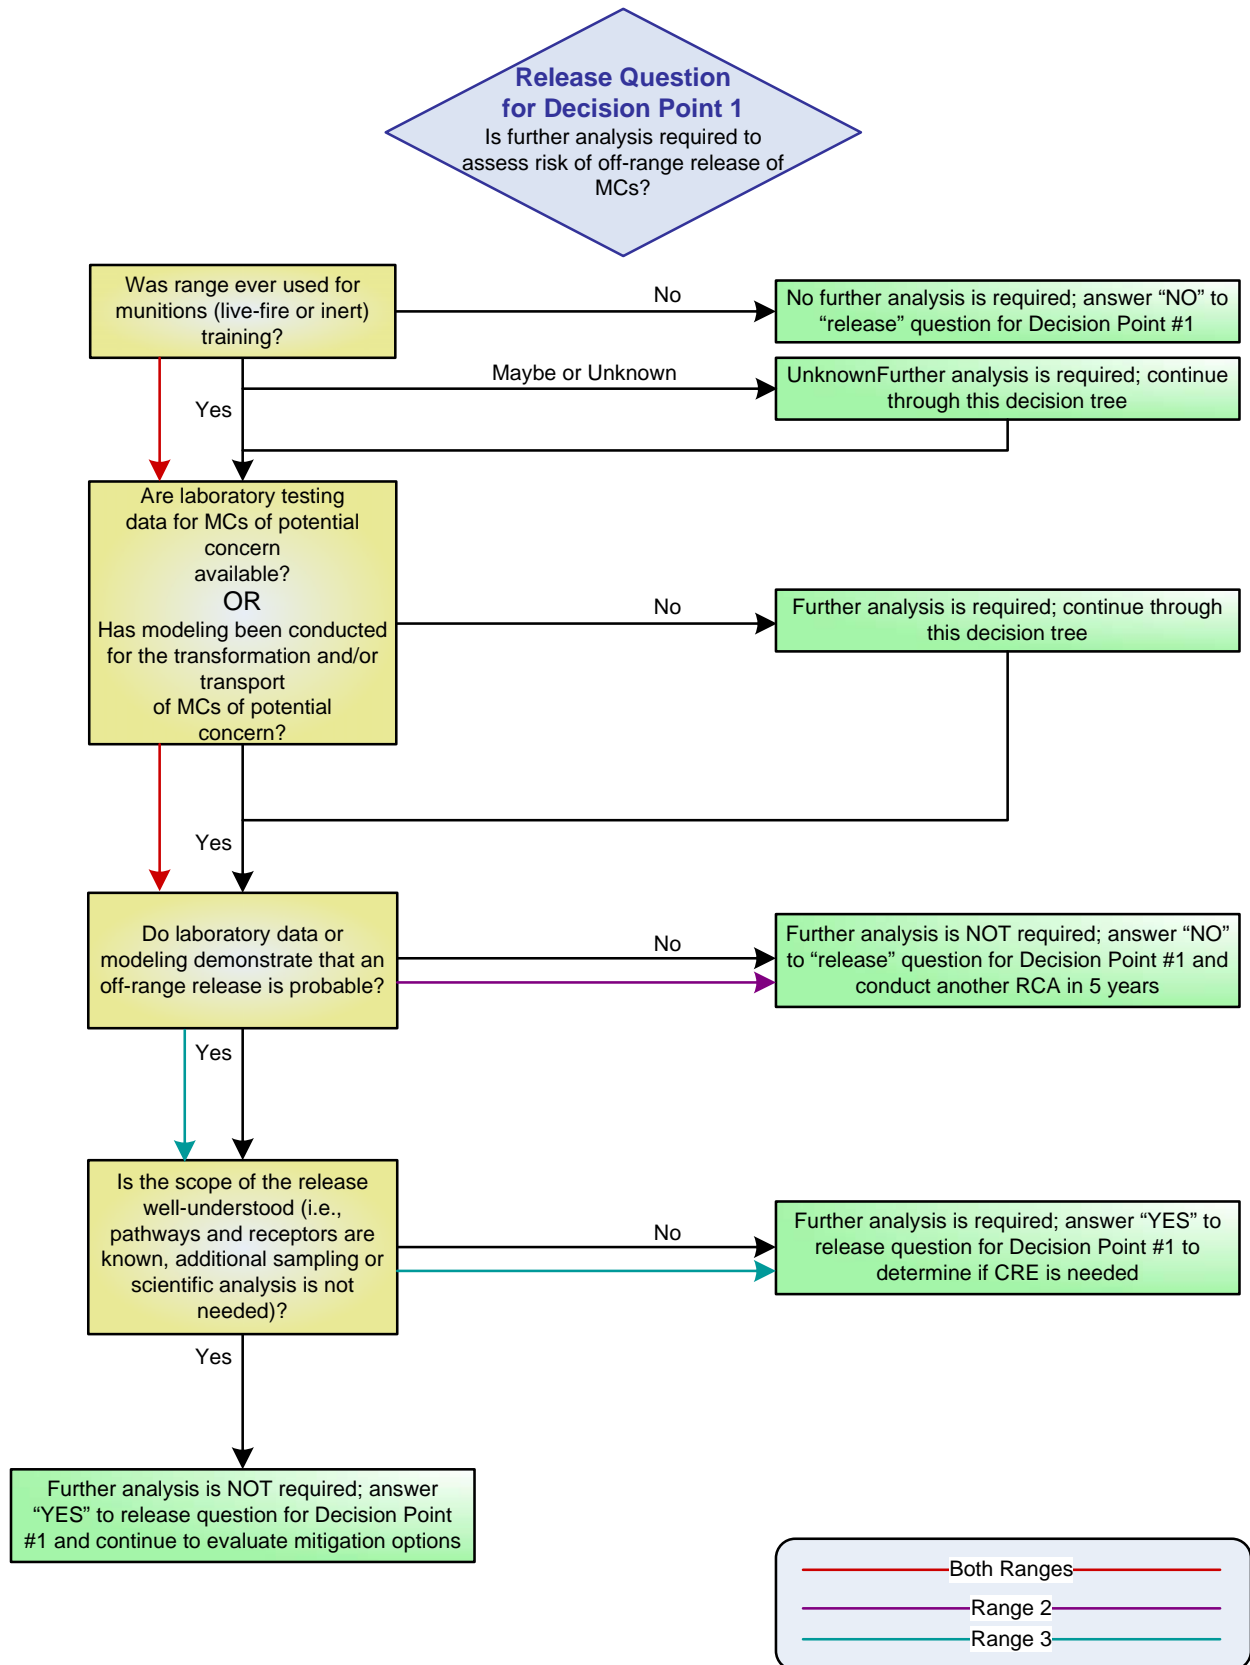 Release Question
for Decision Point 1
Is further analysis required to
assess risk of off-range release of
MCs?
Was range ever used for
munitions (live-fire or inert)
training?
No
No further analysis is required; answer “NO” to
“release” question for Decision Point #1
Maybe or Unknown
UnknownFurther analysis is required; continue
through this decision tree
Yes
Are laboratory testing
data for MCs of potential
concern
available?
OR
Has modeling been conducted
for the transformation and/or
transport
of MCs of potential
concern?
No
Further analysis is required; continue through
this decision tree
Yes
Do laboratory data or
modeling demonstrate that an
off-range release is probable?
No
Further analysis is NOT required; answer “NO”
to “release” question for Decision Point #1 and
conduct another RCA in 5 years
Yes
Is the scope of the release
well-understood (i.e.,
pathways and receptors are
known, additional sampling or
scientific analysis is not
needed)?
No
Further analysis is required; answer “YES” to
release question for Decision Point #1 to
determine if CRE is needed
Yes
Further analysis is NOT required; answer
“YES” to release question for Decision Point
#1 and continue to evaluate mitigation options
Both Ranges
Range 2
Range 3